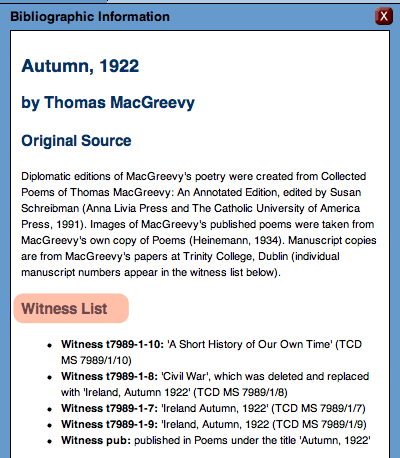 Bibliographic Information
X
Autumn, 1922
by Thomas MacGreevy
Original Source
Diplomatic editions of MacGreevy's poetry were created from Collected
Poems of Thomas MacGreevy: An Annotated Edition, edited by Susan
Schreibman (Anna Livia Press and The Catholic University of America
Press, 1991). Images of MacGreevy's published poems were taken from
MacGreevy's own copy of Poems (Heinemann, 1934). Manuscript copies
are from MacGreevy's papers at Trinity College, Dublin (individual
manuscript numbers appear in the witness list below).
Witness List
• Witness t7989-1-10: 'A Short History of Our Own Time' (TCD
MS 7989/1/10)
• Witness t7989-1-8: 'Civil War', which was deleted and replaced
with 'Ireland, Autumn 1922' (TCD MS 7989/1/8)
• Witness t7989-1-7: 'Ireland Autumn, 1922' (TCD MS 7989/1/7)
• Witness t7989-1-9: 'Ireland, Autumn, 1922 (TCD MS 7989/1/9)
• Witness pub: published in Poems under the title 'Autumn, 1922'